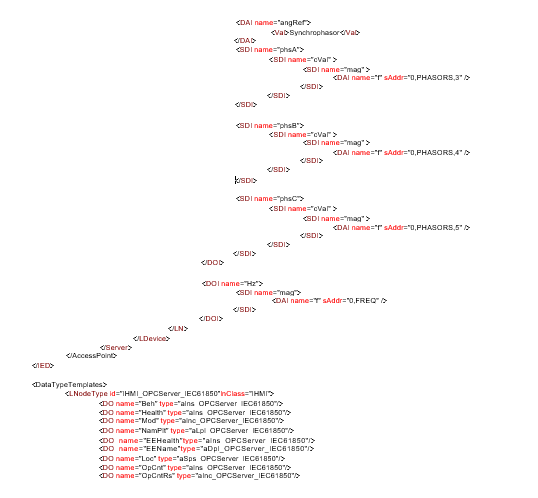 <DAI name="angRef">
<Val>Synchrophasor</Val>
</DAI>
<SDI name="phsA">
<SDI name="cVal" >
<SDI name="mag" >
<DAI name="f" sAddr="0,PHASORS,3" />
</SDI>
</SDI>
</SDI>
<SDI name="phsB">
<SDI name="cVal" >
<SDI name="mag" >
<DAI name="f" sAddr="0,PHASORS,4" />
</SDI>
</SDI>
</SDI>
<SDI name="phsC">
<SDI name="cVal" >
<SDI name="mag" >
<DAI name="f" sAddr="0,PHASORS,5" />
</SDI>
</SDI>
</SDI>
</DOI>
<DOI name="Hz">
<SDI name="mag">
<DAI name="f" sAddr="0,FREQ" />
</SDI>
</DOI>
</LN>
</LDevice>
</Server>
</AccessPoint>
</IED>
<DataTypeTemplates>
<LNodeType id="IHMI_OPCServer_IEC61850"lnClass="IHMI">
<DO name="Beh" type="aIns_OPCServer_IEC61850"/>
<DO name="Health" type="aIns_OPCServer_IEC61850"/>
<DO name="Mod" type="aInc_OPCServer_IEC61850"/>
<DO name="NamPlt" type="aLpl_OPCServer_IEC61850"/>
<DO name="EEHealth"type="aIns_OPCServer_IEC61850"/>
<DO name="EEName"type="aDpl_OPCServer_IEC61850"/>
<DO name="Loc" type="aSps_OPCServer_IEC61850"/>
<DO name="OpCnt" type="aIns_OPCServer_IEC61850"/>
<DO name="OpCntRs" type="aInc_OPCServer_IEC61850"/>